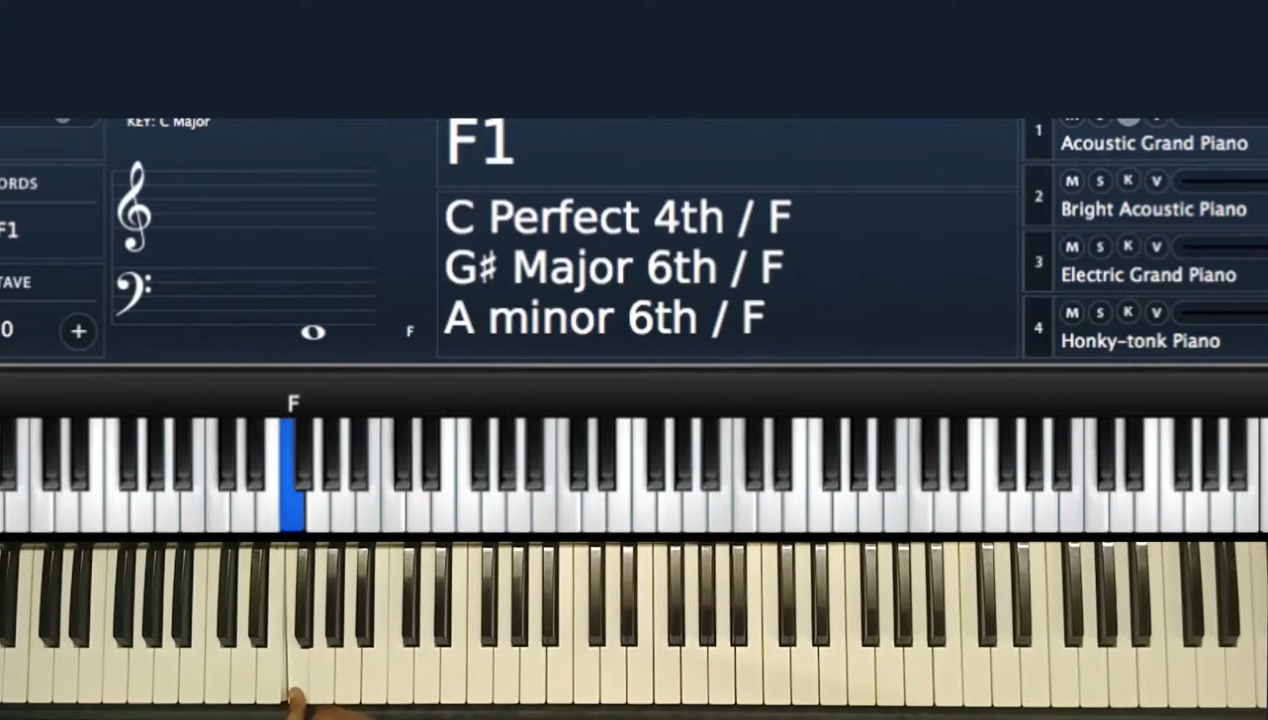 KEY: C Major
F1
C Perfect 4th / F
G♯ Major 6th / F
A minor 6th / F
ORDS
F1
TAVE
0 +
F
1
Acoustic Grand Piano
2 M S K V
Bright Acoustic Piano
3 M S K V
Electric Grand Piano
4 M S K V
Honky-tonk Piano
F